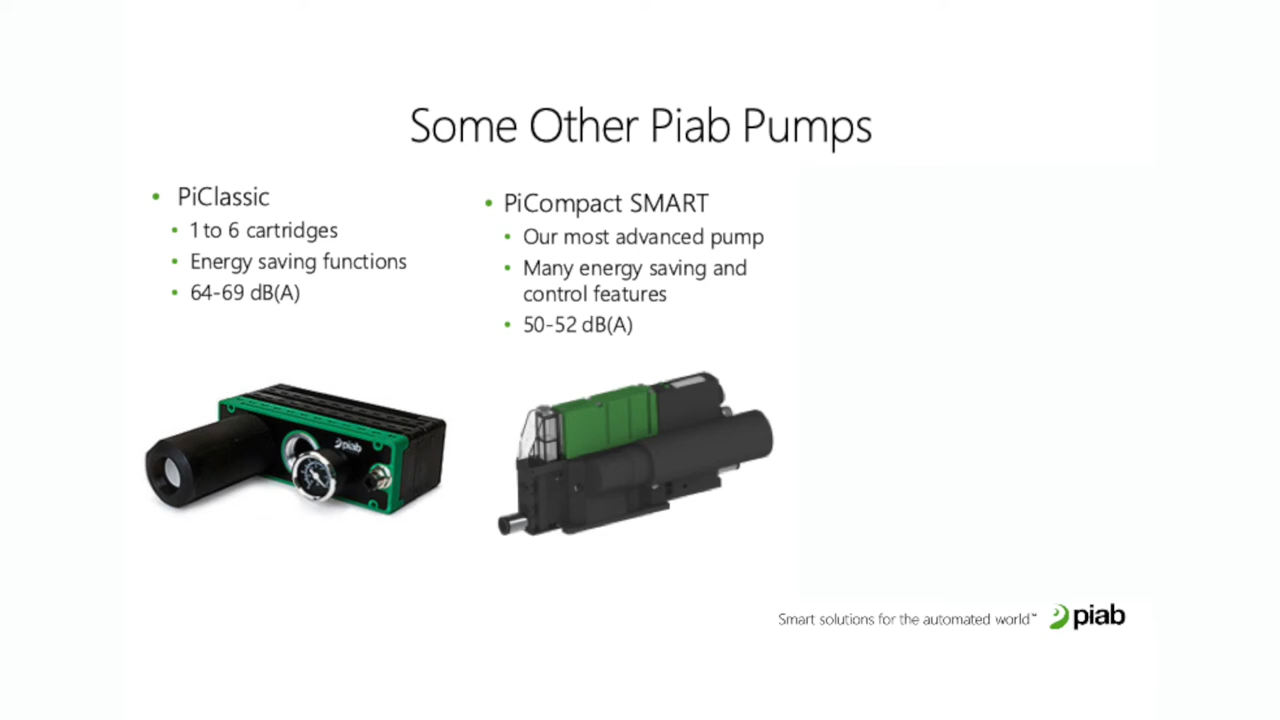 Some Other Piab Pumps
• PiClassic
• 1 to 6 cartridges
• Energy saving functions
• 64-69 dB(A)
• PiCompact SMART
• Our most advanced pump
• Many energy saving and
control features
• 50-52 dB(A)
piab
Smart solutions for the automated world™ piab